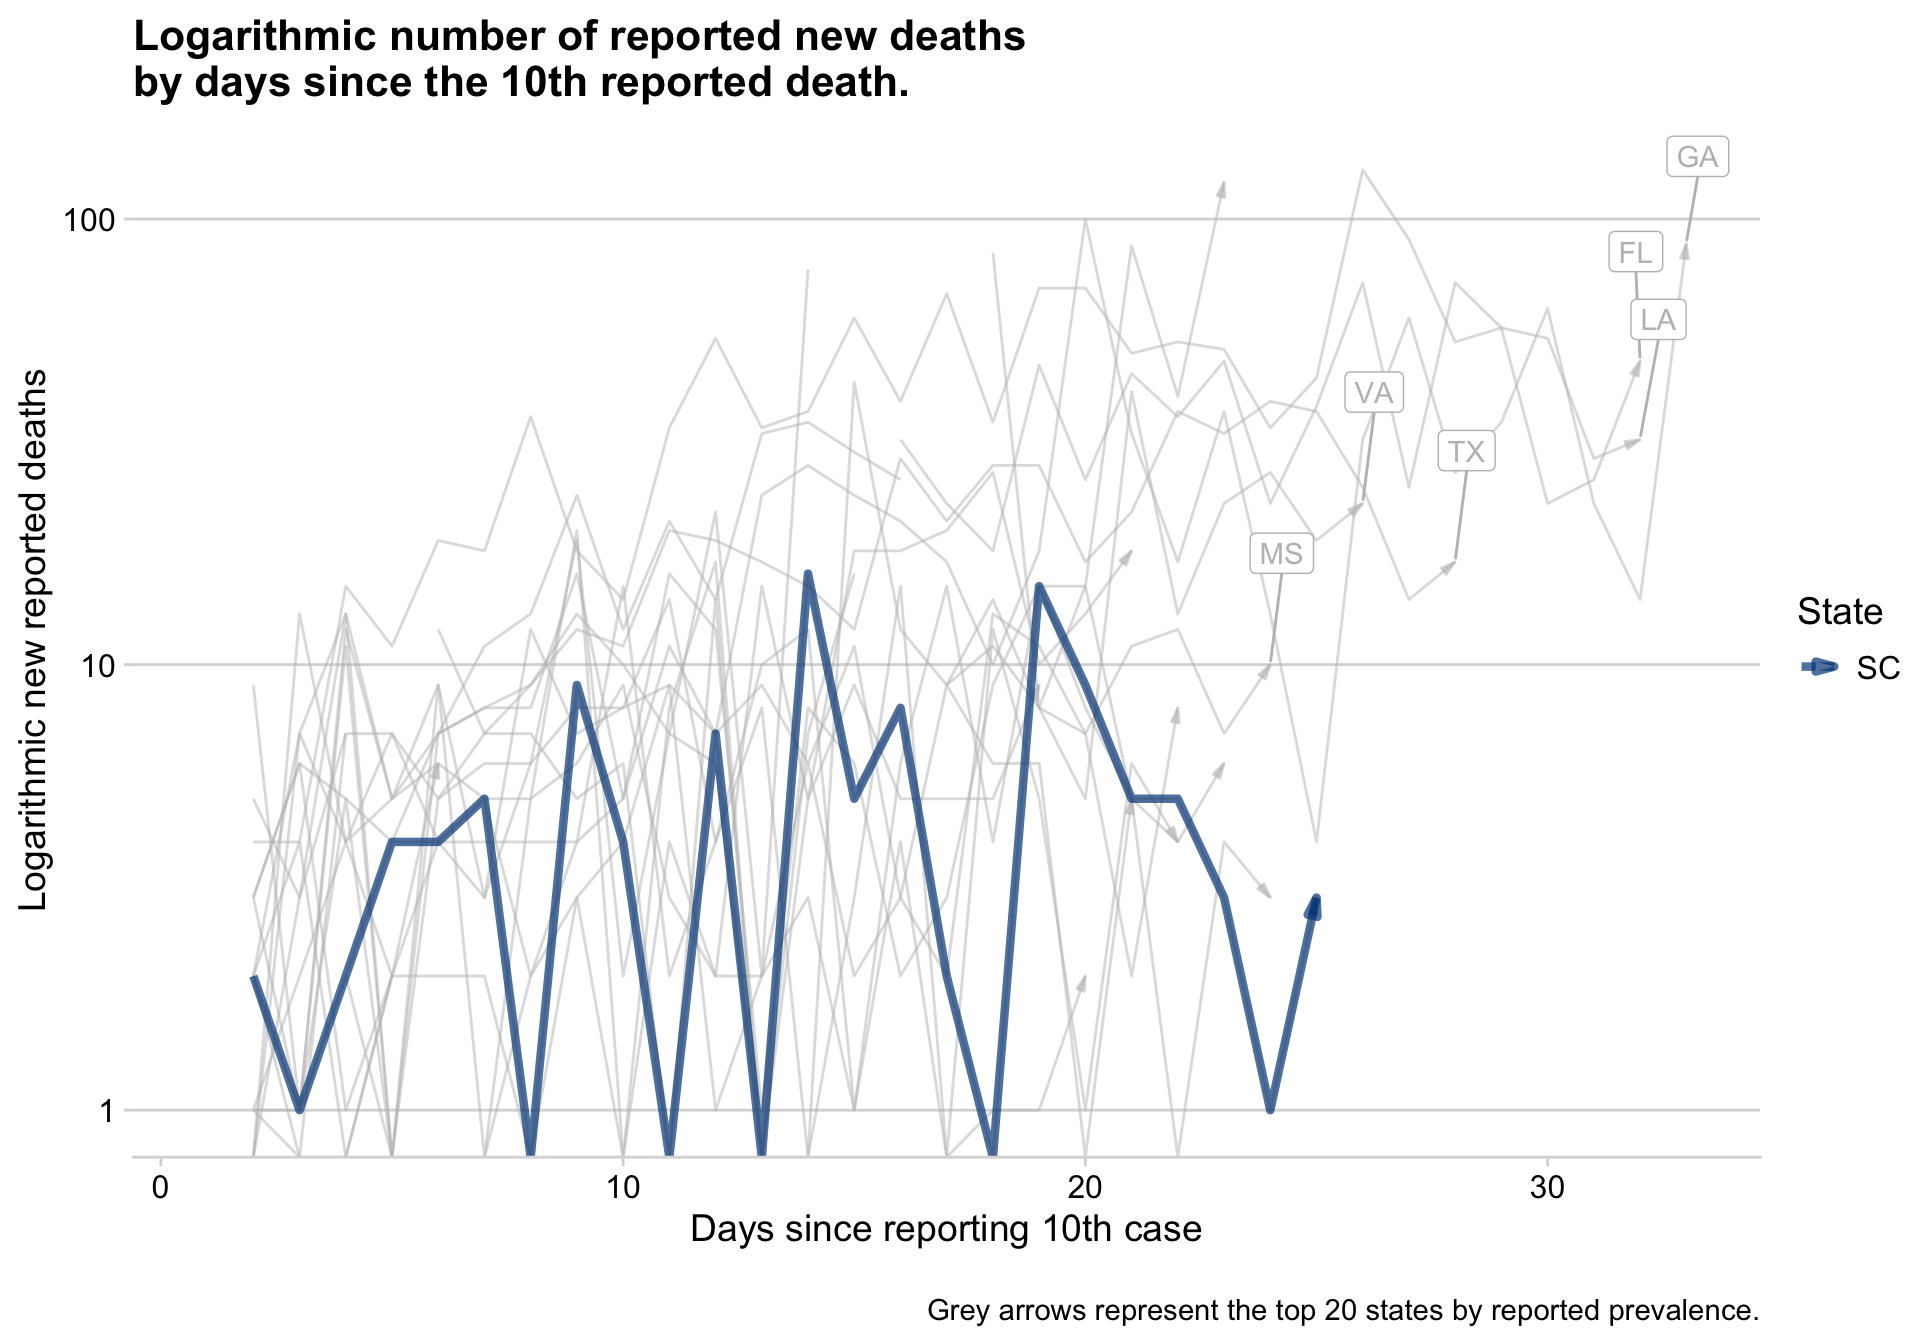 Logarithmic number of reported new deaths
by days since the 10th reported death.
GA
100
FL
LA
VA
TX
MS
Logarithmic new reported deaths
State
SC
10
1
0
10
20
30
Days since reporting 10th case
Grey arrows represent the top 20 states by reported prevalence.